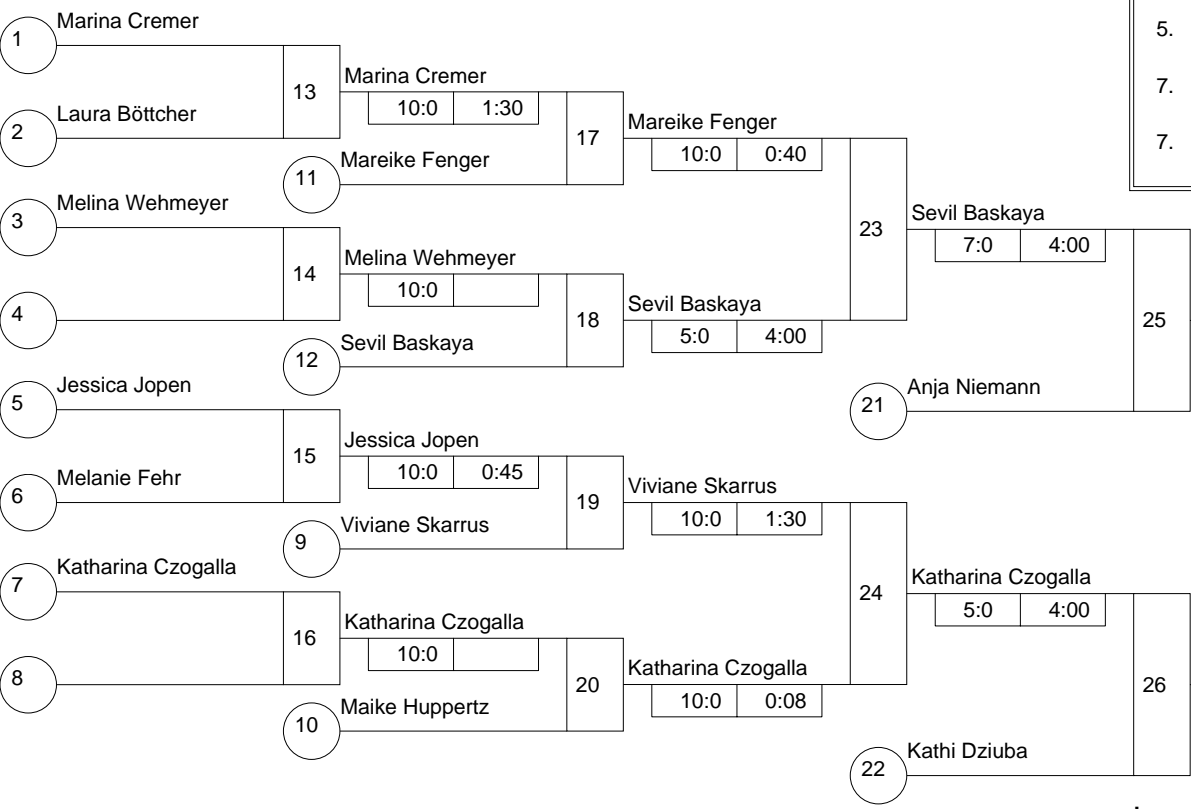 Marina Cremer
5.
1
Marina Cremer
13
7.
10:0 1:30
Laura Böttcher
2
17
Mareike Fenger
7.
Mareike Fenger
10:0 0:40
11
Melina Wehmeyer
3
Sevil Baskaya
23
Melina Wehmeyer
7:0 4:00
14
10:0
Sevil Baskaya
4
18
25
Sevil Baskaya
5:0 4:00
12
Jessica Jopen
Anja Niemann
5
21
Jessica Jopen
15
10:0 0:45
Melanie Fehr
Viviane Skarrus
6
19
Viviane Skarrus
10:0 1:30
9
Katharina Czogalla
7
Katharina Czogalla
24
Katharina Czogalla
5:0 4:00
16
10:0
Katharina Czogalla
8
20
26
Maike Huppertz
10:0 0:08
10
Kathi Dziuba
22